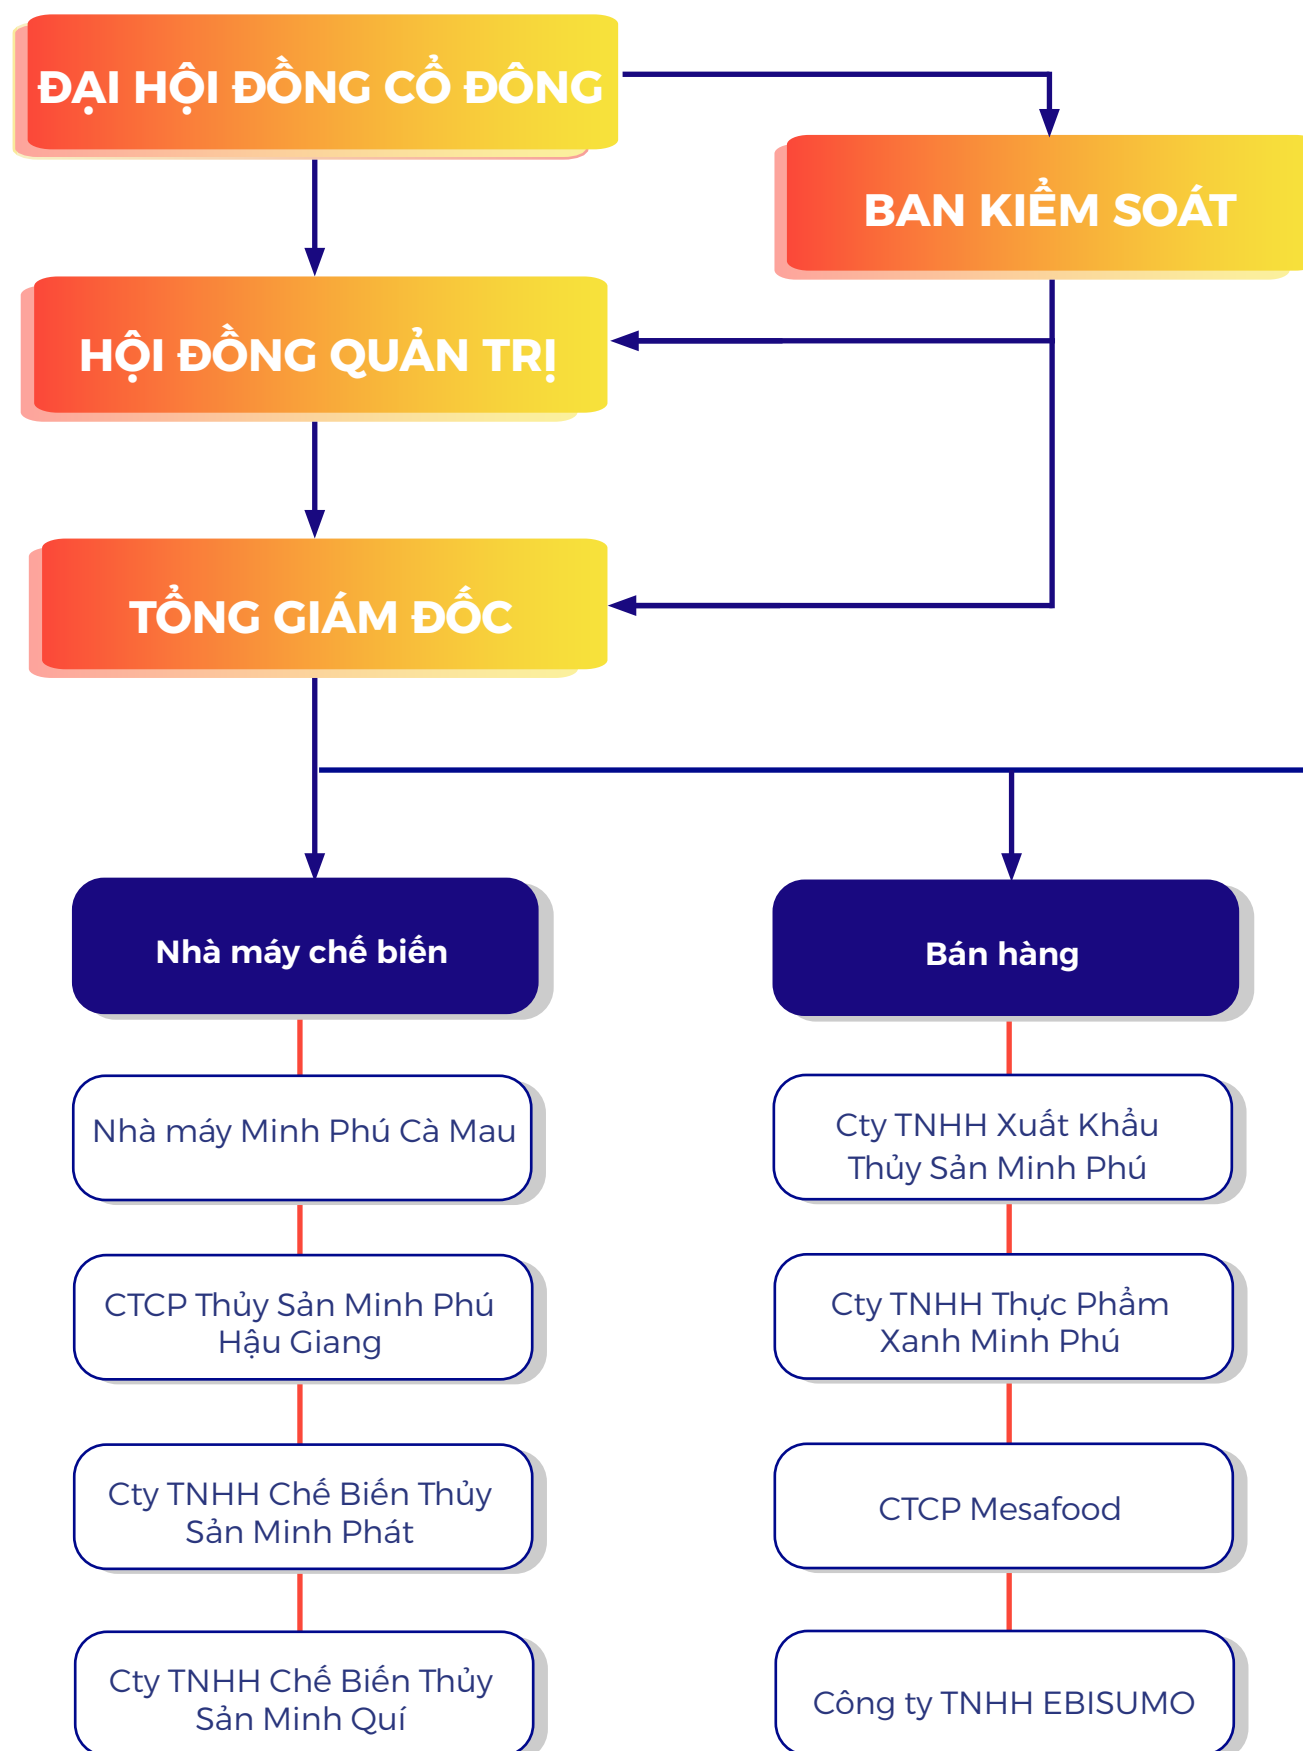 ĐẠI HỘI ĐỒNG CỔ ĐÔNG
BAN KIỂM SOÁT
HỘI ĐỒNG QUẢN TRỊ
TỔNG GIÁM ĐỐC
Nhà máy chế biến
Nhà máy Minh Phú Cà Mau
CTCP Thủy Sản Minh Phú
Hậu Giang
Cty TNHH Chế Biến Thủy
Sản Minh Phát
Cty TNHH Chế Biến Thủy
Sản Minh Quí
Bán hàng
Cty TNHH Xuất Khẩu
Thủy Sản Minh Phú
Cty TNHH Thực Phẩm
Xanh Minh Phú
CTCP Mesafood
Công ty TNHH EBISUMO